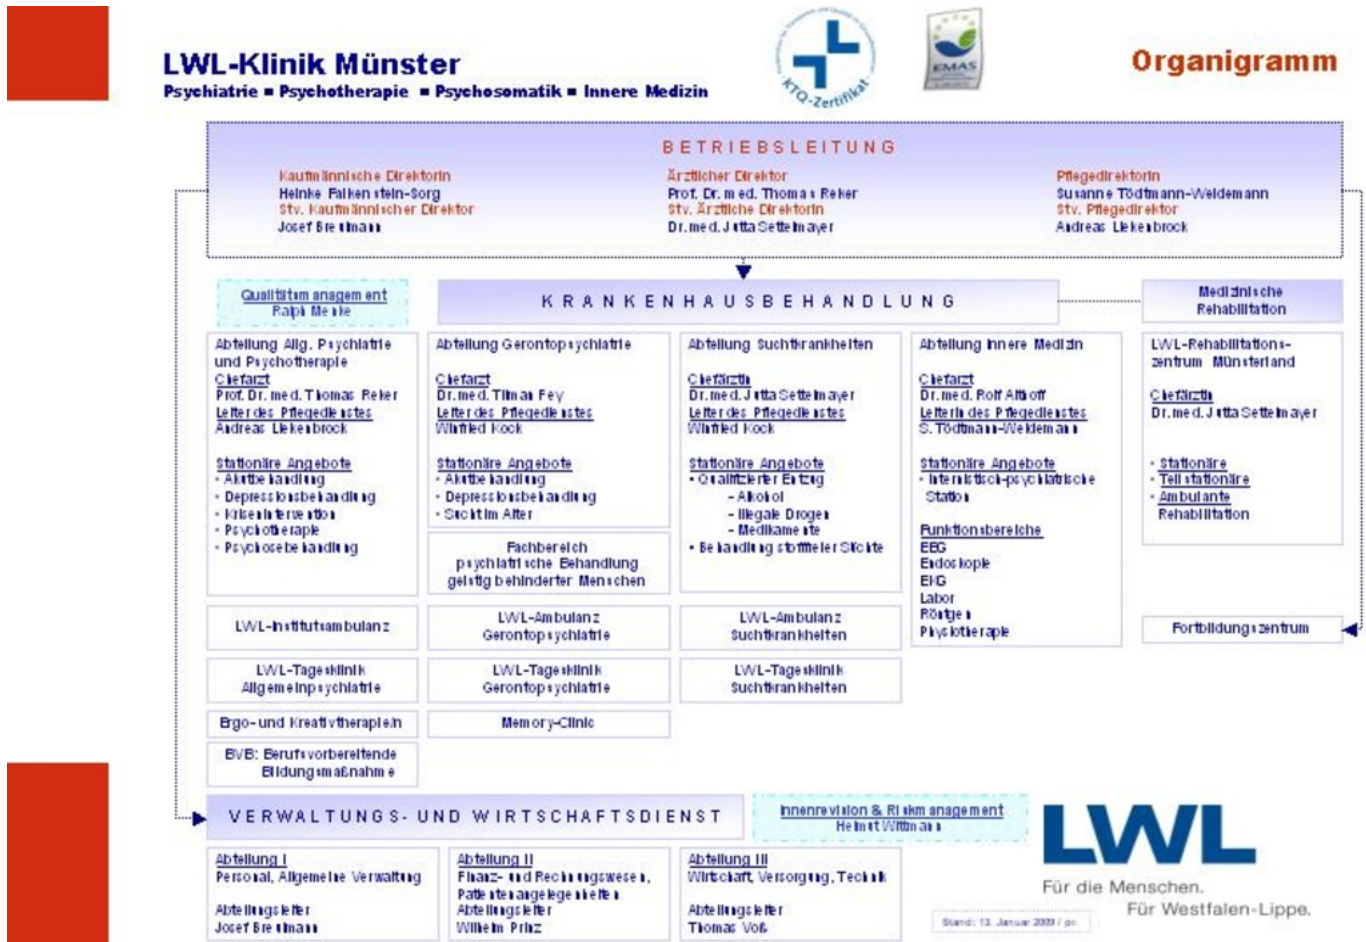 LWL-Klinik Münster
Psychiatrie ■ Psychotherapie ■ Psychosomatik ■ Innere Medizin
KTQ-Zertifikat
EMAS
Organigramm
BETRIEBSLEITUNG
Kaufmännische Direktorin
Heinke Falkenstein-Sorg
Stv. Kaufmännischer Direktor
Josef Breulmann
Ärztlicher Direktor
Prof. Dr. med. Thomas Reker
Stv. Ärztliche Direktorin
Dr. med. Jutta Settelmayer
Pflegedirektorin
Susanne Tödtmann-Weidemann
Stv. Pflegedirektor
Andreas Liekenbrock
Qualitätsmanagement
Ralph Menke
KRANKENHAUSBEHANDLUNG
Medizinische
Rehabilitation
Abteilung Allg. Psychiatrie
und Psychotherapie
Chefarzt
Prof. Dr. med. Thomas Reker
Leiter des Pflegedienstes
Andreas Liekenbrock
Stationäre Angebote
- Akutbehandlung
- Depressionsbehandlung
- Krisenintervention
- Psychotherapie
- Psychosebehandlung
LWL-Institutsambulanz
LWL-Tagesklinik
Allgemeinpsychiatrie
Ergo- und Kreativtherapie/n
BVB: Berufsvorbereitende
Bildungsmaßnahme
Abteilung Gerontopsychiatrie
Chefarzt
Dr. med. Tilman Fey
Leiter des Pflegedienstes
Winfried Kock
Stationäre Angebote
- Akutbehandlung
- Depressionsbehandlung
- Sucht im Alter
Fachbereich
psychiatrische Behandlung
geistig behinderter Menschen
LWL-Ambulanz
Gerontopsychiatrie
LWL-Tagesklinik
Gerontopsychiatrie
Memory-Clinic
Abteilung Suchtkrankheiten
Chefärztin
Dr. med. Jutta Settelmayer
Leiter des Pflegedienstes
Winfried Kock
Stationäre Angebote
• Qualifizierter Entzug
– Alkohol
– Illegale Drogen
– Medikamente
• Behandlung stofffreier Süchte
LWL-Ambulanz
Suchtkrankheiten
LWL-Tagesklinik
Suchtkrankheiten
Abteilung Innere Medizin
Chefarzt
Dr. med. Rolf Althoff
Leiterin des Pflegedienstes
S. Tödtmann-Weidemann
Stationäre Angebote
- Internistisch-psychiatrische
Station
Funktionsbereiche
EEG
Endoskopie
EKG
Labor
Röntgen
Physiotherapie
LWL-Rehabilitations-
zentrum Münsterland
Chefärztin
Dr. med. Jutta Settelmayer
- Stationäre
- Teilstationäre
- Ambulante
Rehabilitation
Fortbildungszentrum
VERWALTUNGS- UND WIRTSCHAFTSDIENST
Innenrevision & Riskmanagement
Helmut Wittmann
Abteilung I
Personal, Allgemeine Verwaltung
Abteilungsleiter
Josef Breulmann
Abteilung II
Finanz- und Rechnungswesen,
Patientenangelegenheiten
Abteilungsleiter
Wilhelm Prinz
Abteilung III
Wirtschaft, Versorgung, Technik
Abteilungsleiter
Thomas Voß
LWL
Für die Menschen.
Für Westfalen-Lippe.
Stand: 13. Januar 2009 / pc